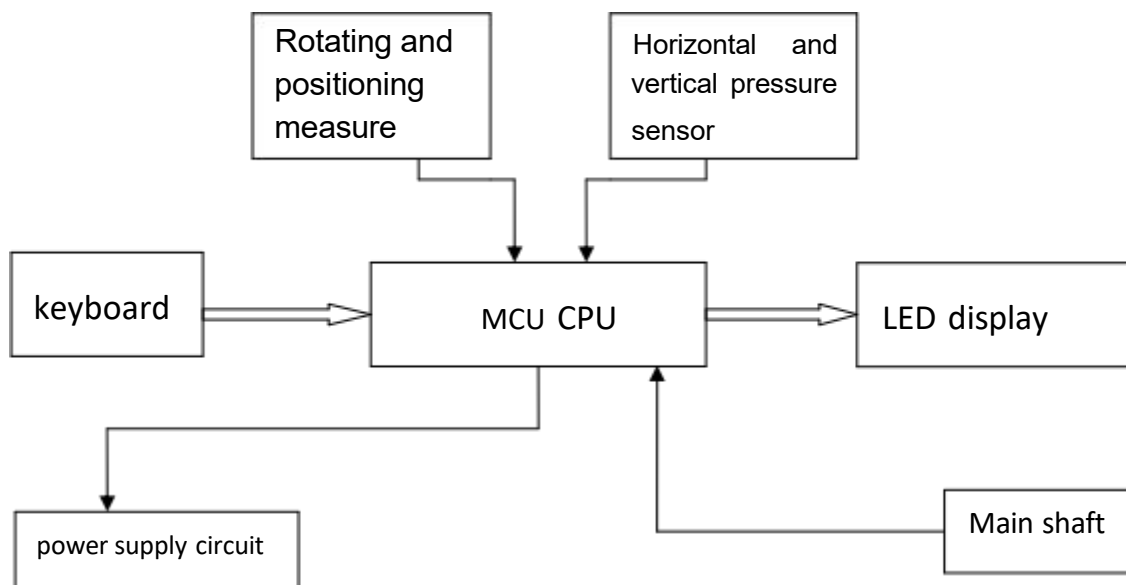 Rotating and
positioning
measure
Horizontal and
vertical pressure
sensor
keyboard
MCU CPU
LED display
power supply circuit
Main shaft